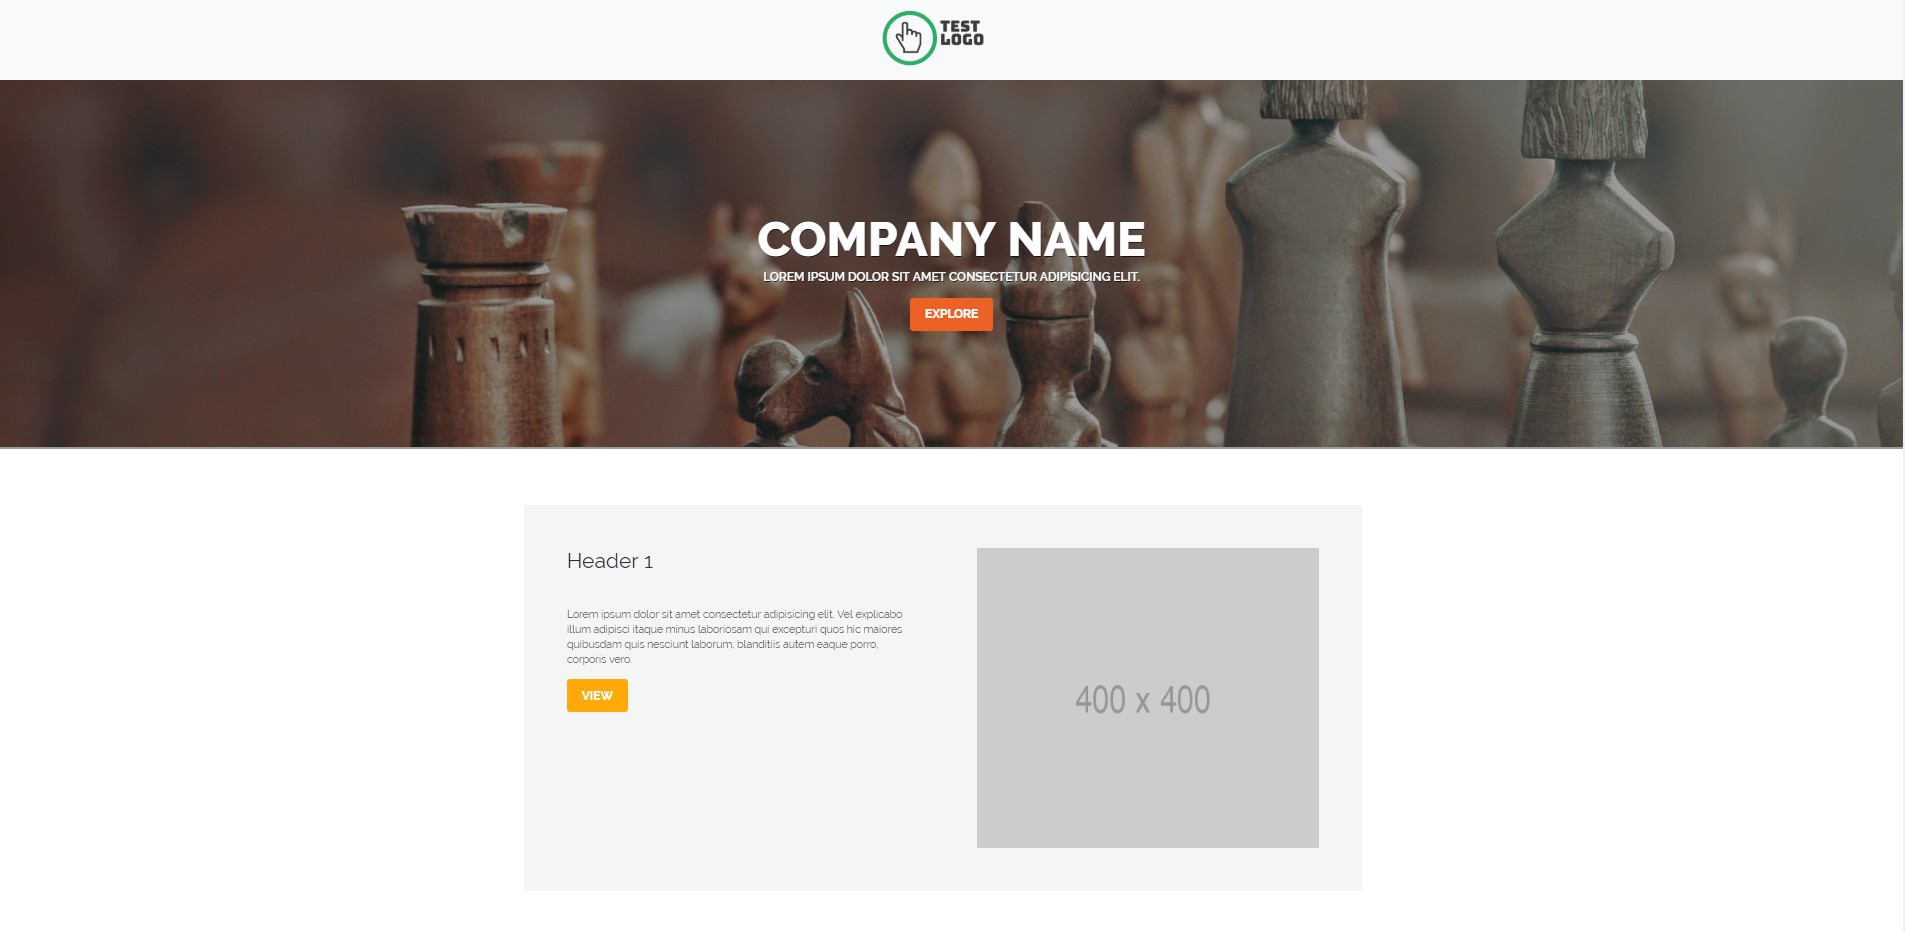 TEST
LOGO
COMPANY NAME
LOREM IPSUM DOLOR SIT AMET CONSECTETUR ADIPISICING ELIT.
EXPLORE
Header 1
Lorem ipsum dolor sit amet consectetur adipisicing elit. Vel explicabo
illum adipisci itaque minus laboriosam qui excepturi quos hic maiores
quibusdam quis nesciunt laborum, blanditiis autem eaque porro,
corporis vero.
VIEW
400 x 400